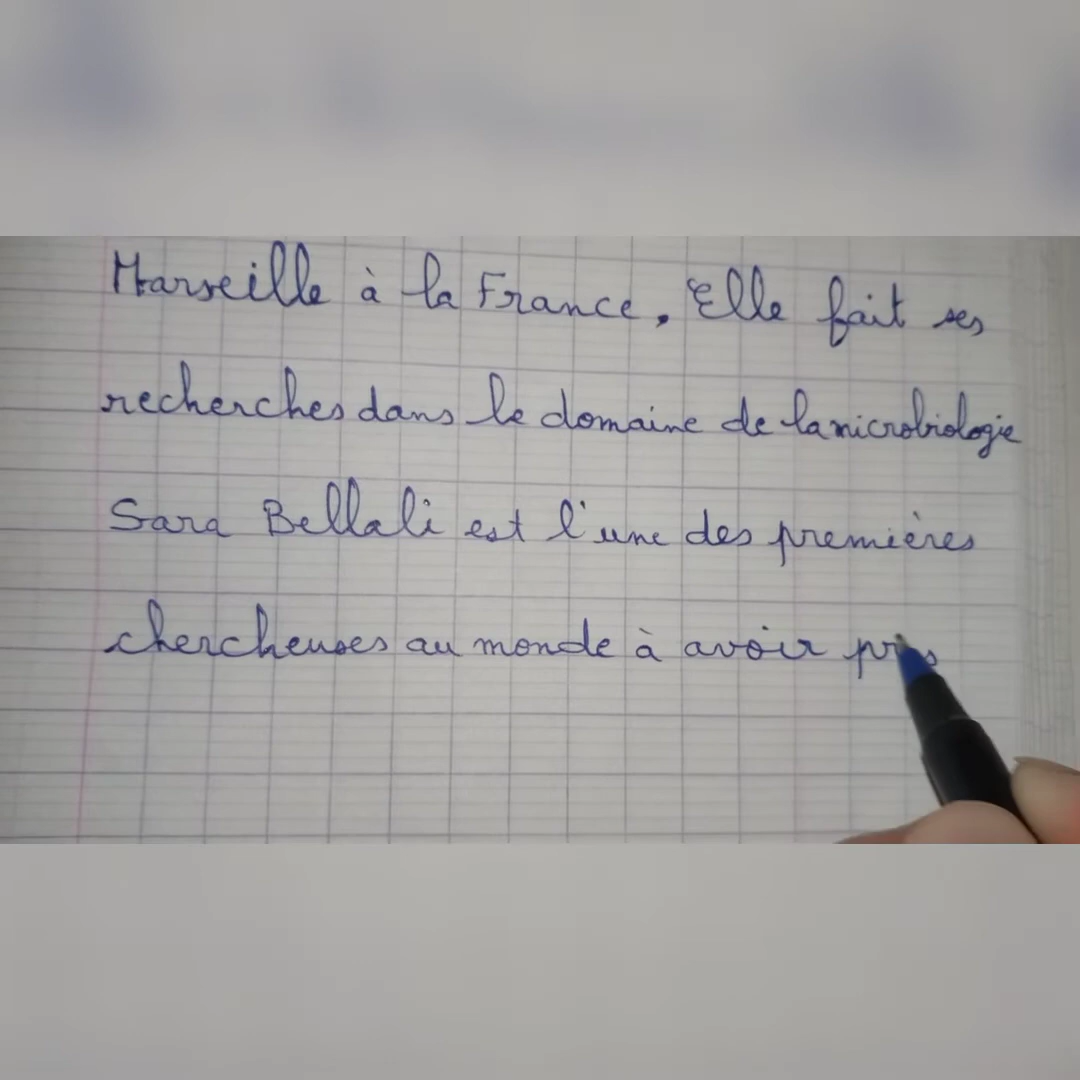 Marseille à la France. Elle fait ses
recherches dans le domaine de la microbiologie
Sara Bellali est l'une des premières
chercheuses au monde à avoir pris